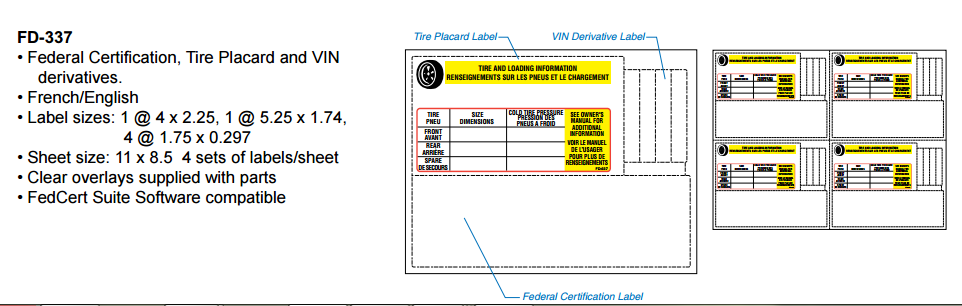 FD-337
• Federal Certification, Tire Placard and VIN
derivatives.
• French/English
• Label sizes: 1 @ 4 x 2.25, 1 @ 5.25 x 1.74,
4 @ 1.75 x 0.297
• Sheet size: 11 x 8.5  4 sets of labels/sheet
• Clear overlays supplied with parts
• FedCert Suite Software compatible
Tire Placard Label
VIN Derivative Label
TIRE AND LOADING INFORMATION
RENSEIGNEMENTS SUR LES PNEUS ET LE CHARGEMENT
TIRE
PNEU
SIZE
DIMENSIONS
COLD TIRE PRESSURE
PRESSION DES
PNEUS A FROID
SEE OWNER'S
MANUAL FOR
ADDITIONAL
INFORMATION
VOIR LE MANUEL
DE L'USAGER
POUR PLUS DE
RENSEIGNEMENTS
FRONT
AVANT
REAR
ARRIÈRE
SPARE
DE SECOURS
FD-337
Federal Certification Label